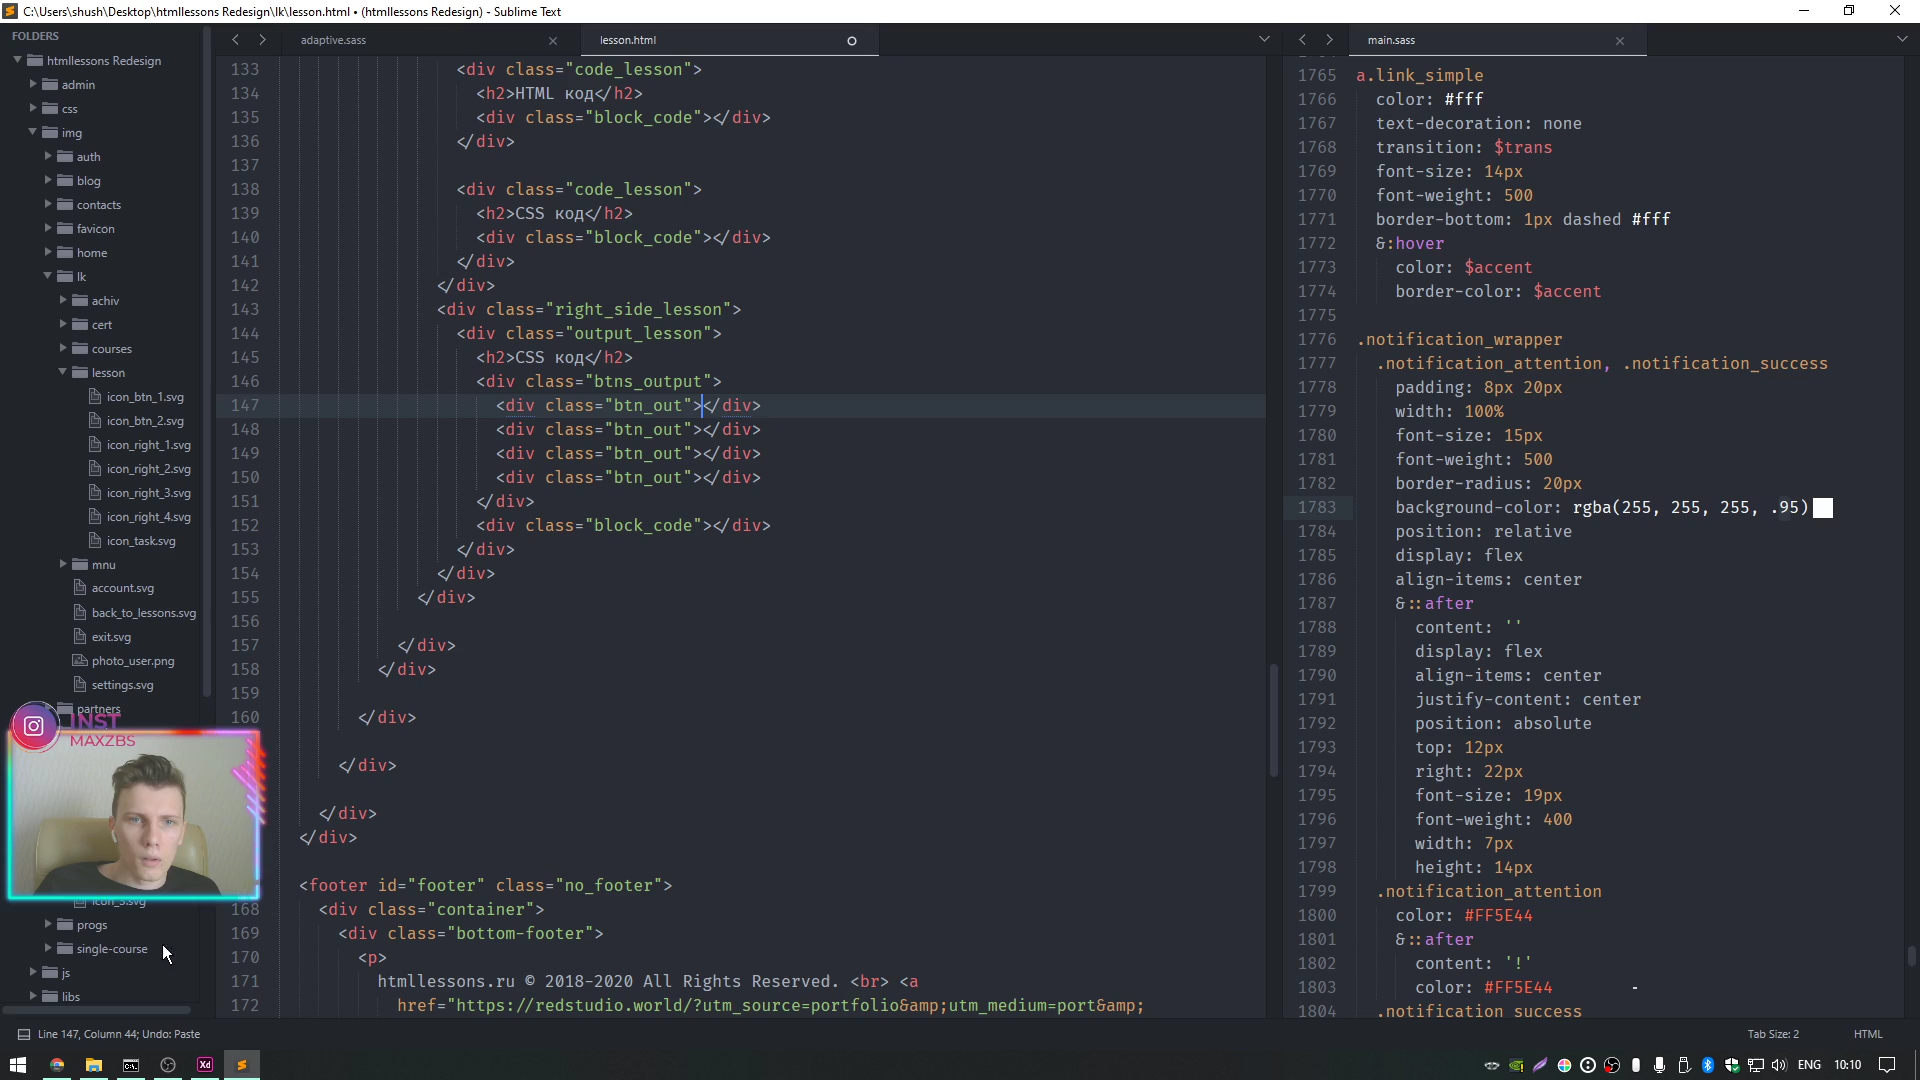 C:\Users\shush\Desktop\htmllessons Redesign\lk\lesson.html • (htmllessons Redesign) - Sublime Text
FOLDERS
htmllessons Redesign
admin
css
img
auth
blog
contacts
favicon
home
lk
achiv
cert
courses
lesson
icon_btn_1.svg
icon_btn_2.svg
icon_right_1.svg
icon_right_2.svg
icon_right_3.svg
icon_right_4.svg
icon_task.svg
mnu
account.svg
back_to_lessons.svg
exit.svg
photo_user.png
settings.svg
partners
INST
MAXZBS
icon_3.svg
progs
single-course
js
libs
adaptive.sass
lesson.html
133 <div class="code_lesson">
134 <h2>HTML код</h2>
135 <div class="block_code"></div>
136 </div>
137
138 <div class="code_lesson">
139 <h2>CSS код</h2>
140 <div class="block_code"></div>
141 </div>
142 </div>
143 <div class="right_side_lesson">
144 <div class="output_lesson">
145 <h2>CSS код</h2>
146 <div class="btns_output">
147 <div class="btn_out"></div>
148 <div class="btn_out"></div>
149 <div class="btn_out"></div>
150 <div class="btn_out"></div>
151 </div>
152 <div class="block_code"></div>
153 </div>
154 </div>
155 </div>
156
157 </div>
158 </div>
159
160 </div>
</div>
</div>
</div>
<footer id="footer" class="no_footer">
168 <div class="container">
169 <div class="bottom-footer">
170 <p>
171 htmllessons.ru © 2018-2020 All Rights Reserved. <br> <a
172 href="https://redstudio.world/?utm_source=portfolio&amp;utm_medium=port&amp;
main.sass
1765 a.link_simple
1766 color: #fff
1767 text-decoration: none
1768 transition: $trans
1769 font-size: 14px
1770 font-weight: 500
1771 border-bottom: 1px dashed #fff
1772 &:hover
1773 color: $accent
1774 border-color: $accent
1775
1776 .notification_wrapper
1777 .notification_attention, .notification_success
1778 padding: 8px 20px
1779 width: 100%
1780 font-size: 15px
1781 font-weight: 500
1782 border-radius: 20px
1783 background-color: rgba(255, 255, 255, .95)
1784 position: relative
1785 display: flex
1786 align-items: center
1787 &::after
1788 content: ''
1789 display: flex
1790 align-items: center
1791 justify-content: center
1792 position: absolute
1793 top: 12px
1794 right: 22px
1795 font-size: 19px
1796 font-weight: 400
1797 width: 7px
1798 height: 14px
1799 .notification_attention
1800 color: #FF5E44
1801 &::after
1802 content: '!'
1803 color: #FF5E44
1804 .notification_success
Line 147, Column 44; Undo: Paste
Tab Size: 2
HTML
Xd
ENG
10:10